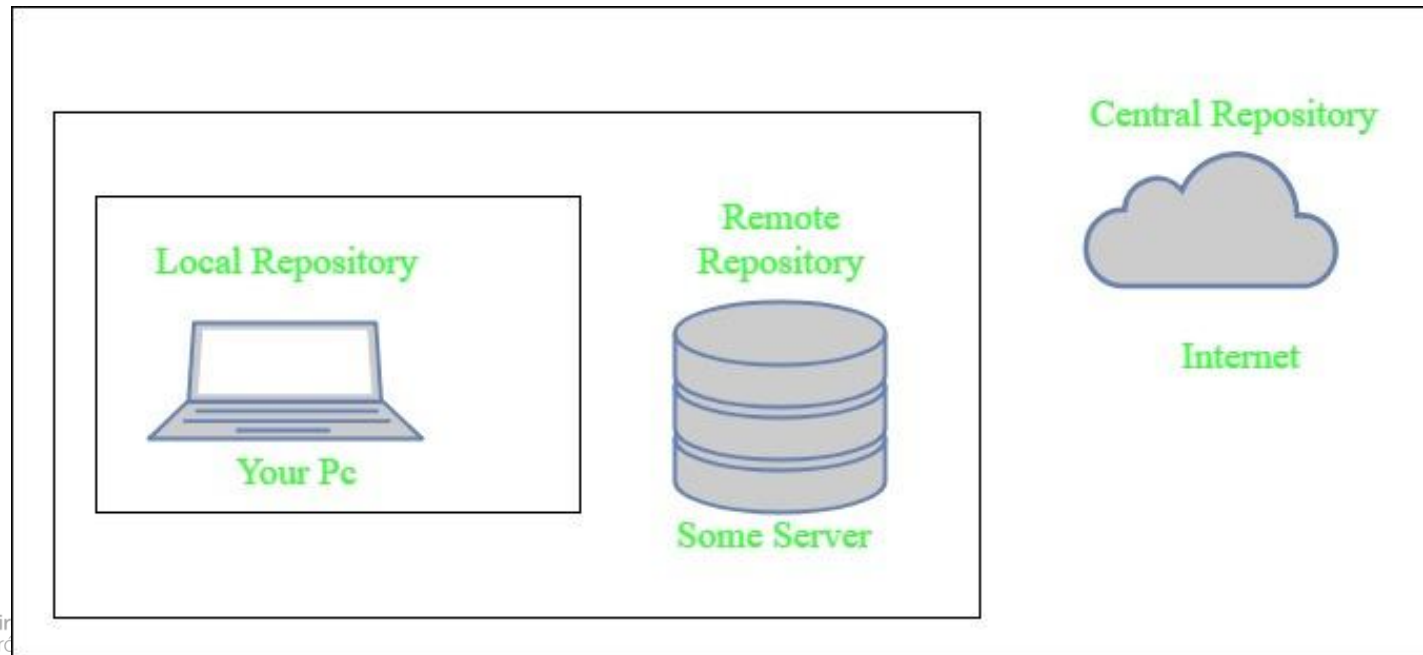 Central Repository
Remote
Repository
Local Repository
Internet
Your Pc
Some Server